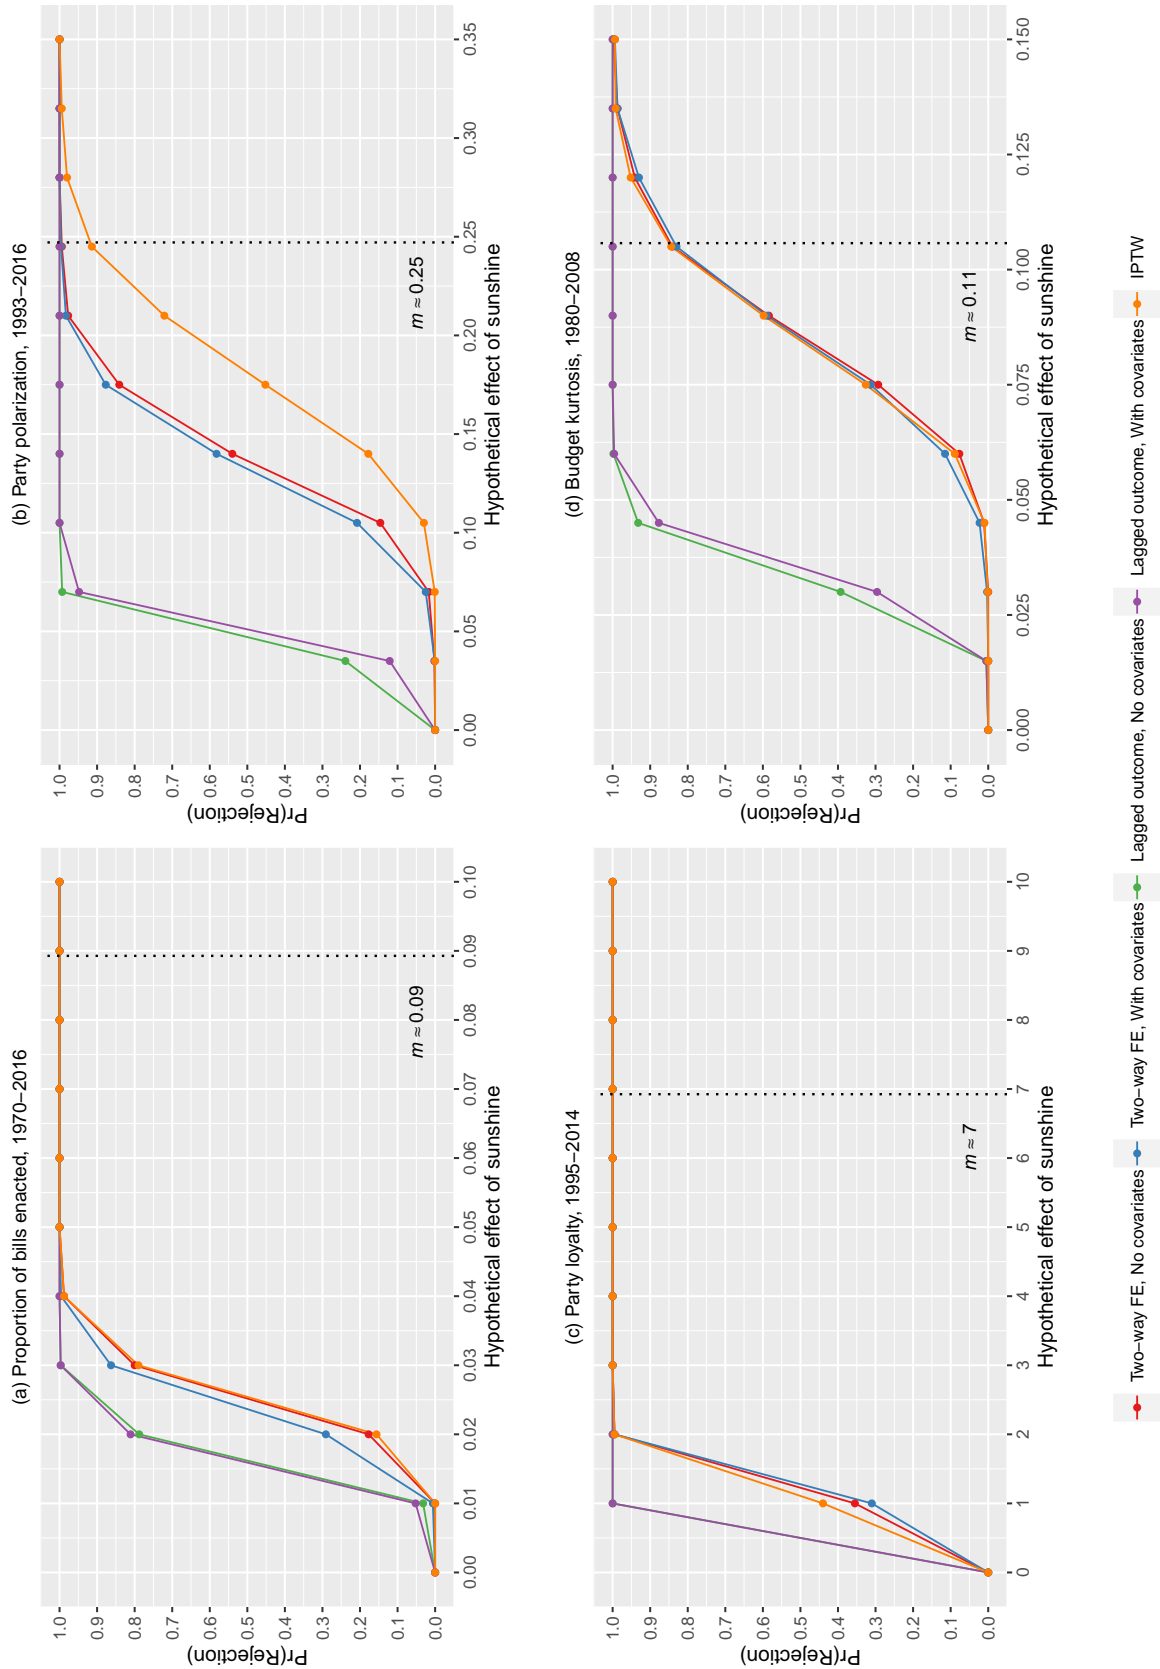 (a) Proportion of bills enacted, 1970−2016
Pr(Rejection)
1.0
0.9
0.8
0.7
0.6
0.5
0.4
0.3
0.2
0.1
0.0
m ≈ 0.09
0.00 0.01 0.02 0.03 0.04 0.05 0.06 0.07 0.08 0.09 0.10
Hypothetical effect of sunshine
(b) Party polarization, 1993−2016
Pr(Rejection)
1.0
0.9
0.8
0.7
0.6
0.5
0.4
0.3
0.2
0.1
0.0
m ≈ 0.25
0.00 0.05 0.10 0.15 0.20 0.25 0.30 0.35
Hypothetical effect of sunshine
(c) Party loyalty, 1995−2014
Pr(Rejection)
1.0
0.9
0.8
0.7
0.6
0.5
0.4
0.3
0.2
0.1
0.0
m ≈ 7
0 1 2 3 4 5 6 7 8 9 10
Hypothetical effect of sunshine
(d) Budget kurtosis, 1980−2008
Pr(Rejection)
1.0
0.9
0.8
0.7
0.6
0.5
0.4
0.3
0.2
0.1
0.0
m ≈ 0.11
0.000 0.025 0.050 0.075 0.100 0.125 0.150
Hypothetical effect of sunshine
Two−way FE, No covariates Two−way FE, With covariates Lagged outcome, No covariates Lagged outcome, With covariates IPTW